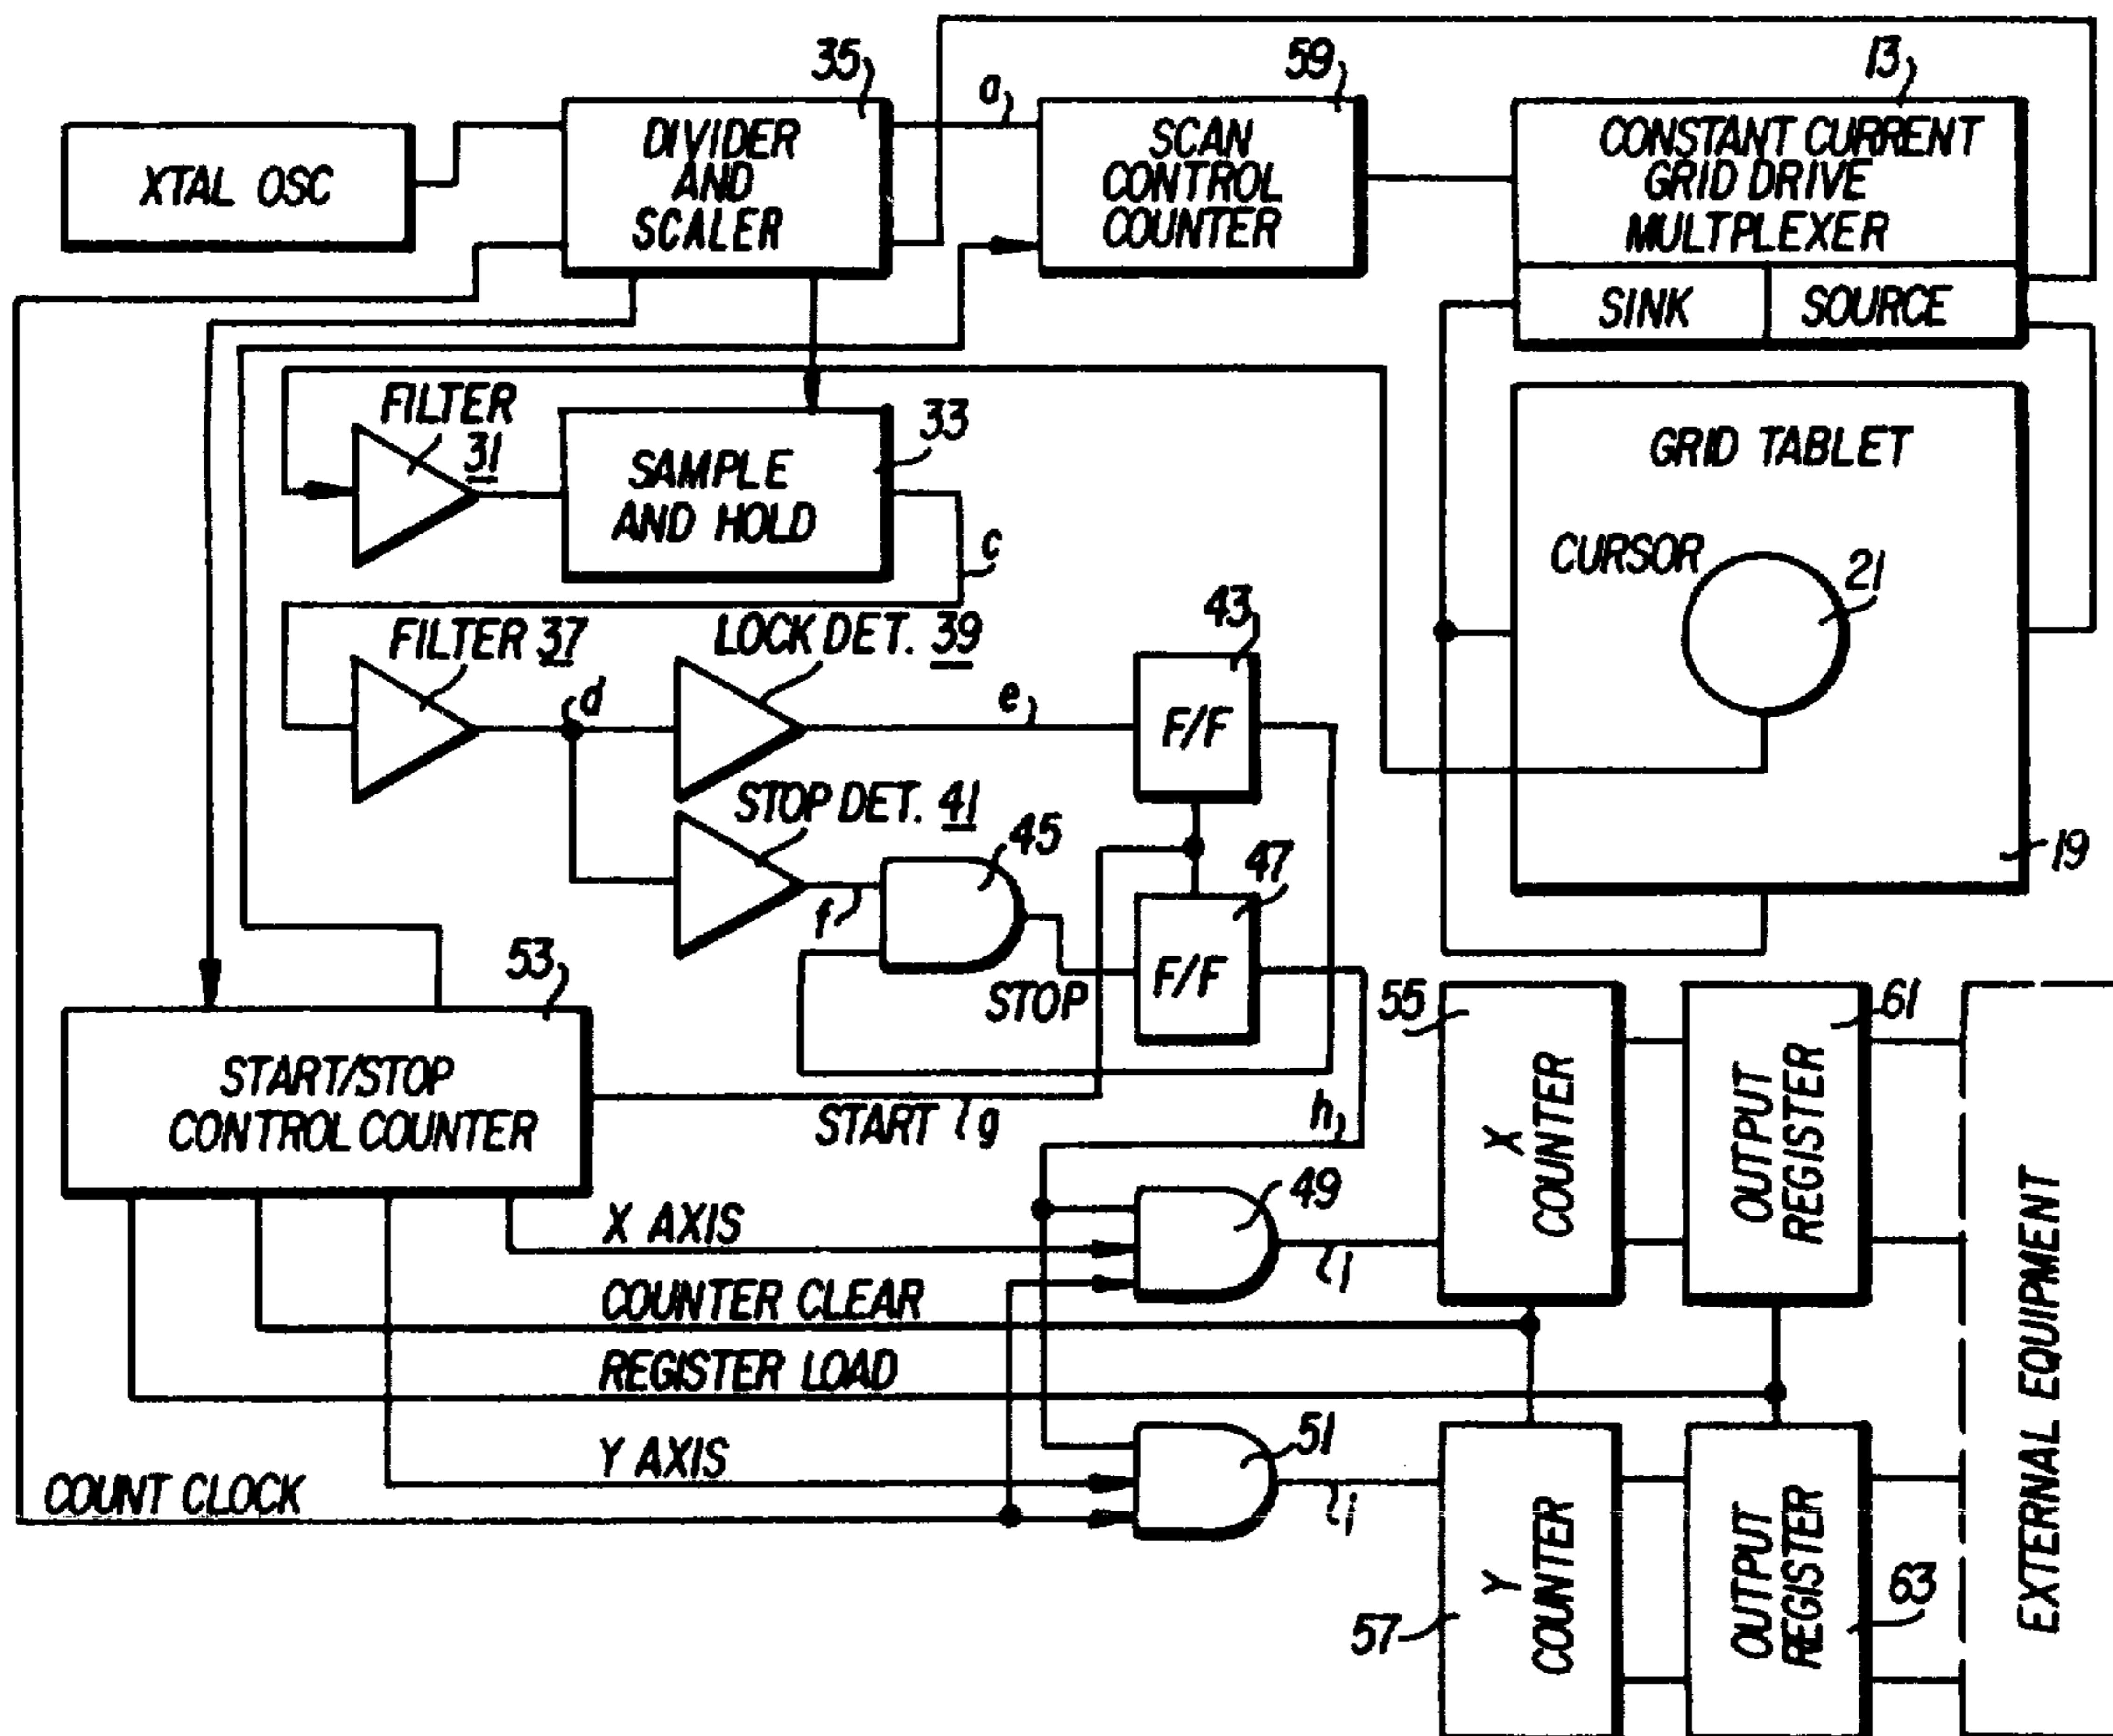 35
59
13
XTAL OSC
DIVIDER
AND
SCALER
a
SCAN
CONTROL
COUNTER
CONSTANT CURRENT
GRID DRIVE
MULTPLEXER
SINK
SOURCE
FILTER
31
SAMPLE
AND HOLD
33
c
GRID TABLET
CURSOR
21
19
FILTER 37
d
LOCK DET. 39
e
43
F/F
STOP DET. 41
f
45
47
F/F
STOP
53
START/STOP
CONTROL COUNTER
START g
h
55
X
COUNTER
61
OUTPUT
REGISTER
EXTERNAL EQUIPMENT
X AXIS
49
i
COUNTER CLEAR
REGISTER LOAD
Y AXIS
51
i
COUNT CLOCK
57
Y
COUNTER
OUTPUT
REGISTER
63